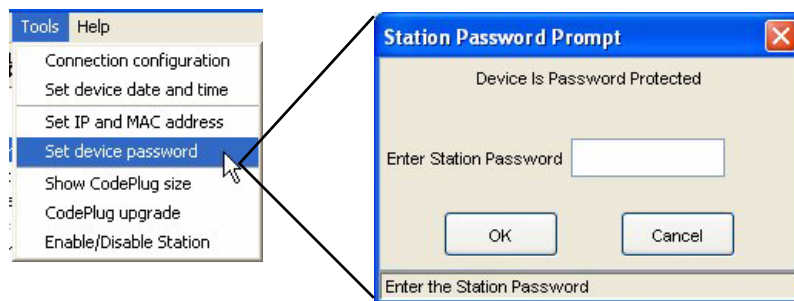 Tools Help
Connection configuration
Set device date and time
Set IP and MAC address
Set device password
Show CodePlug size
CodePlug upgrade
Enable/Disable Station
Station Password Prompt
Device Is Password Protected
Enter Station Password
OK Cancel
Enter the Station Password